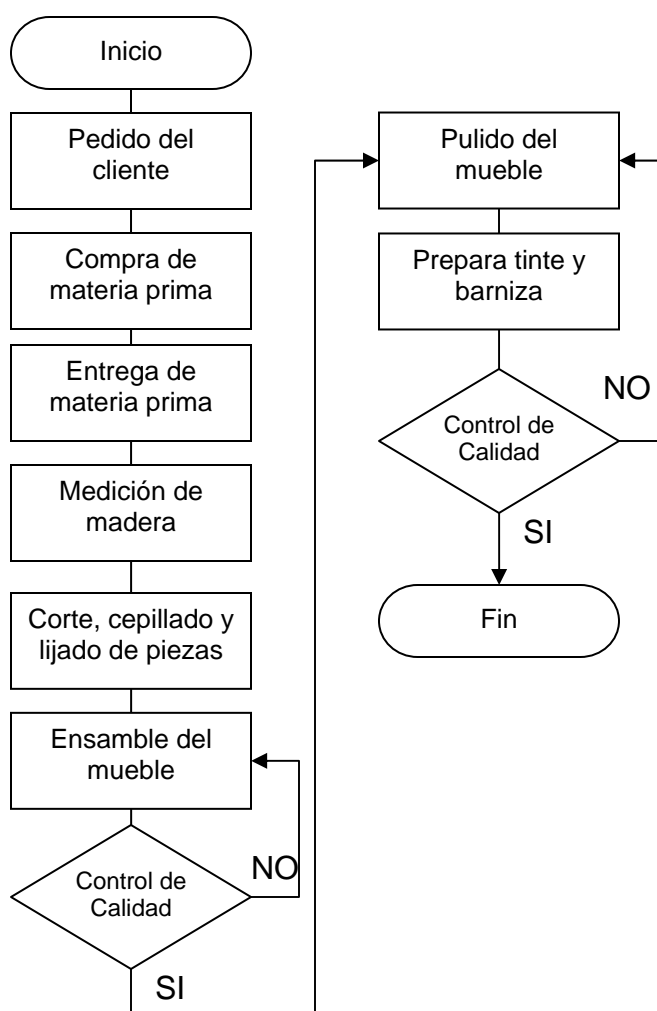 Inicio
Pedido del
cliente
Compra de
materia prima
Entrega de
materia prima
Medición de
madera
Corte, cepillado y
lijado de piezas
Ensamble del
mueble
Control de
Calidad
NO
SI
Pulido del
mueble
Prepara tinte y
barniza
Control de
Calidad
NO
SI
Fin